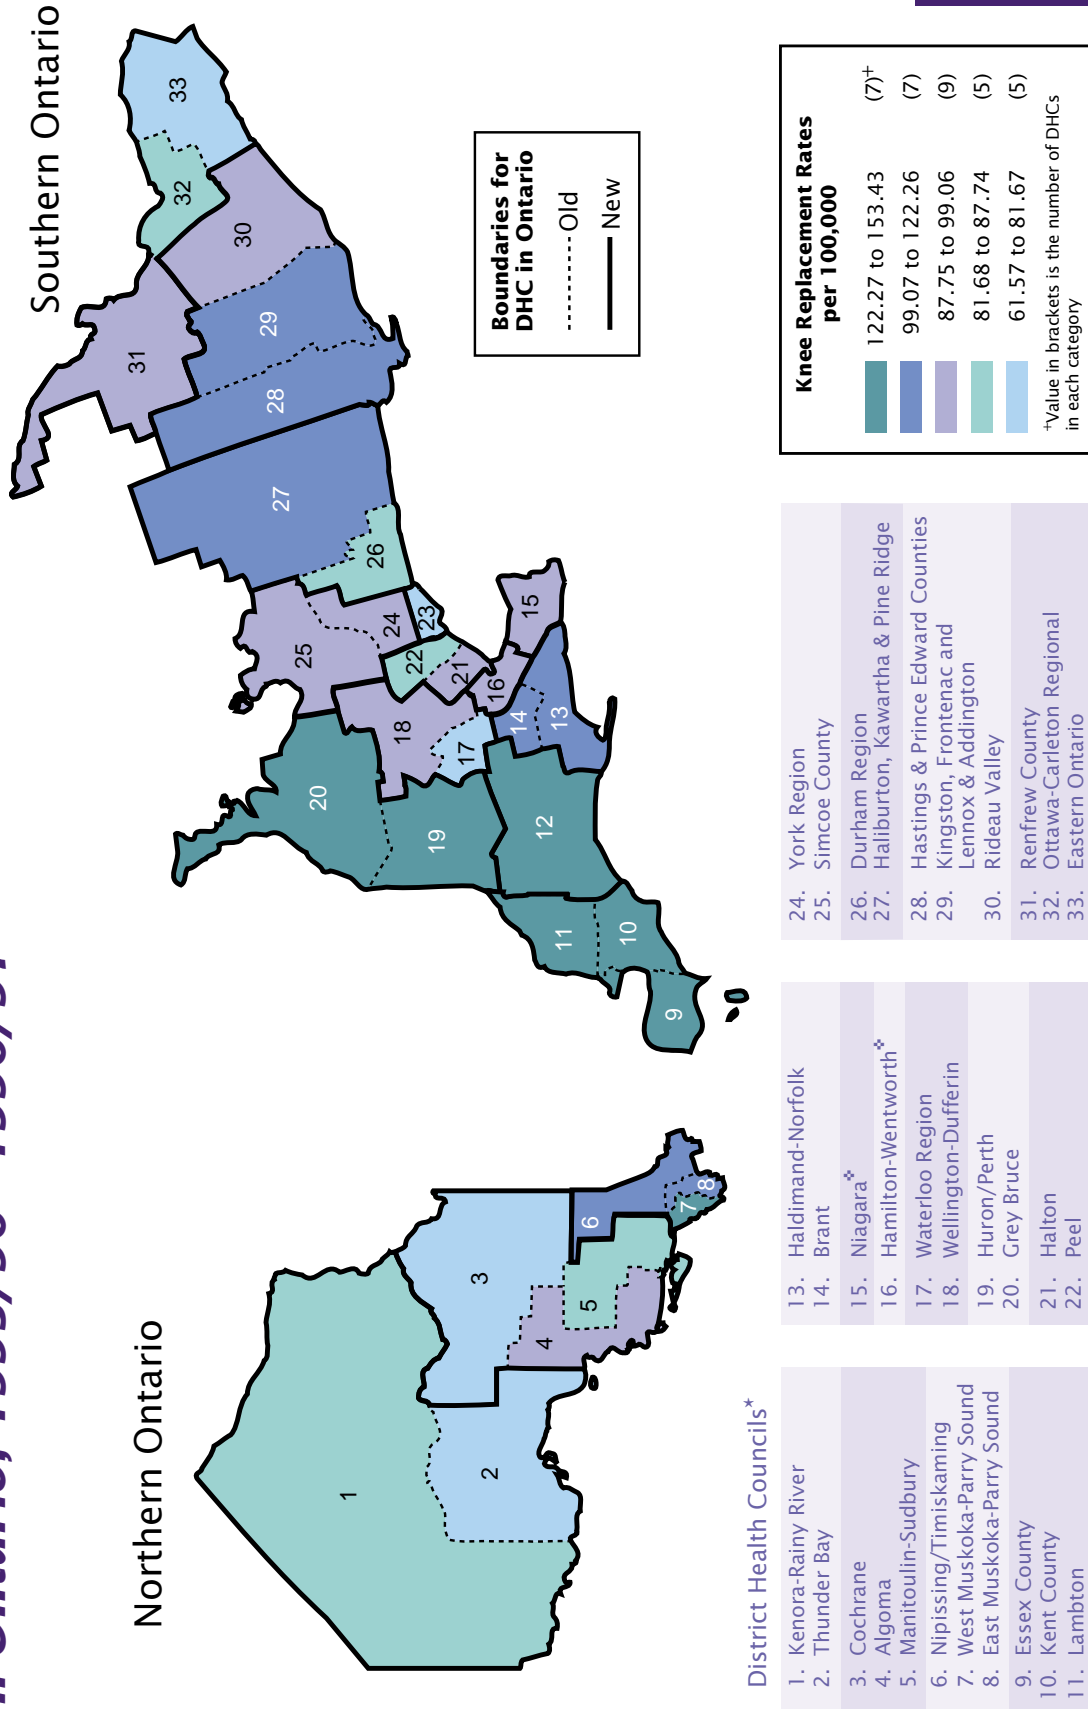 Ontario, 1995/96
Northern Ontario
Southern Ontario
1
2
3
4
5
6
7
8
9
10
11
12
13
14
15
16
17
18
19
20
21
22
23
24
25
26
27
28
29
30
31
32
33
Boundaries for
DHC in Ontario
Old
New
District Health Councils*
1. Kenora-Rainy River
2. Thunder Bay
3. Cochrane
4. Algoma
5. Manitoulin-Sudbury
6. Nipissing/Timiskaming
7. West Muskoka-Parry Sound
8. East Muskoka-Parry Sound
9. Essex County
10. Kent County
11. Lambton
13. Haldimand-Norfolk
14. Brant
15. Niagara❖
16. Hamilton-Wentworth❖
17. Waterloo Region
18. Wellington-Dufferin
19. Huron/Perth
20. Grey Bruce
21. Halton
22. Peel
24. York Region
25. Simcoe County
26. Durham Region
27. Haliburton, Kawartha & Pine Ridge
28. Hastings & Prince Edward Counties
29. Kingston, Frontenac and
Lennox & Addington
30. Rideau Valley
31. Renfrew County
32. Ottawa-Carleton Regional
33. Eastern Ontario
Knee Replacement Rates
per 100,000
122.27 to 153.43 (7)+
99.07 to 122.26 (7)
87.75 to 99.06 (9)
81.68 to 87.74 (5)
61.57 to 81.67 (5)
+Value in brackets is the number of DHCs
in each category